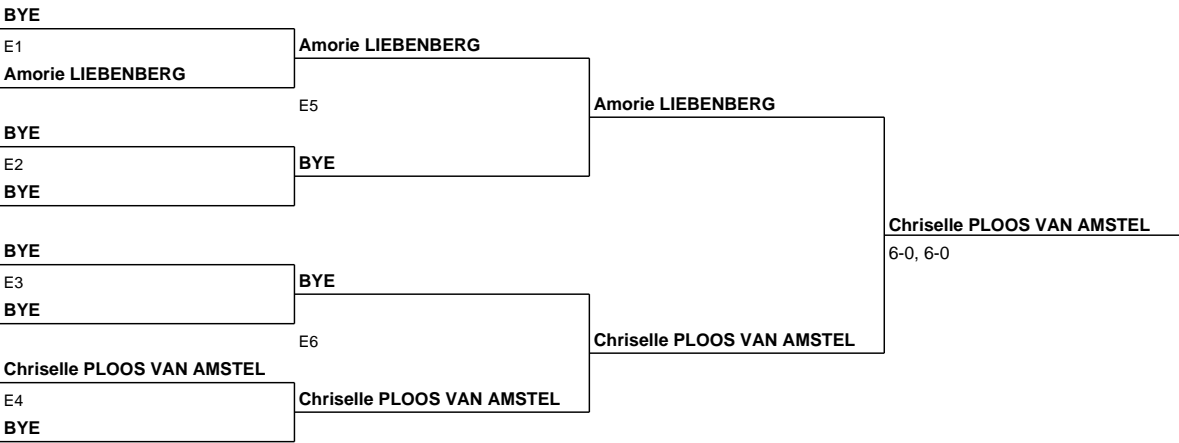 BYE
E1
Amorie LIEBENBERG
Amorie LIEBENBERG
E5
BYE
E2
BYE
BYE
Amorie LIEBENBERG
BYE
E3
BYE
BYE
E6
Chriselle PLOOS VAN AMSTEL
E4
BYE
Chriselle PLOOS VAN AMSTEL
Chriselle PLOOS VAN AMSTEL
Chriselle PLOOS VAN AMSTEL
6-0, 6-0